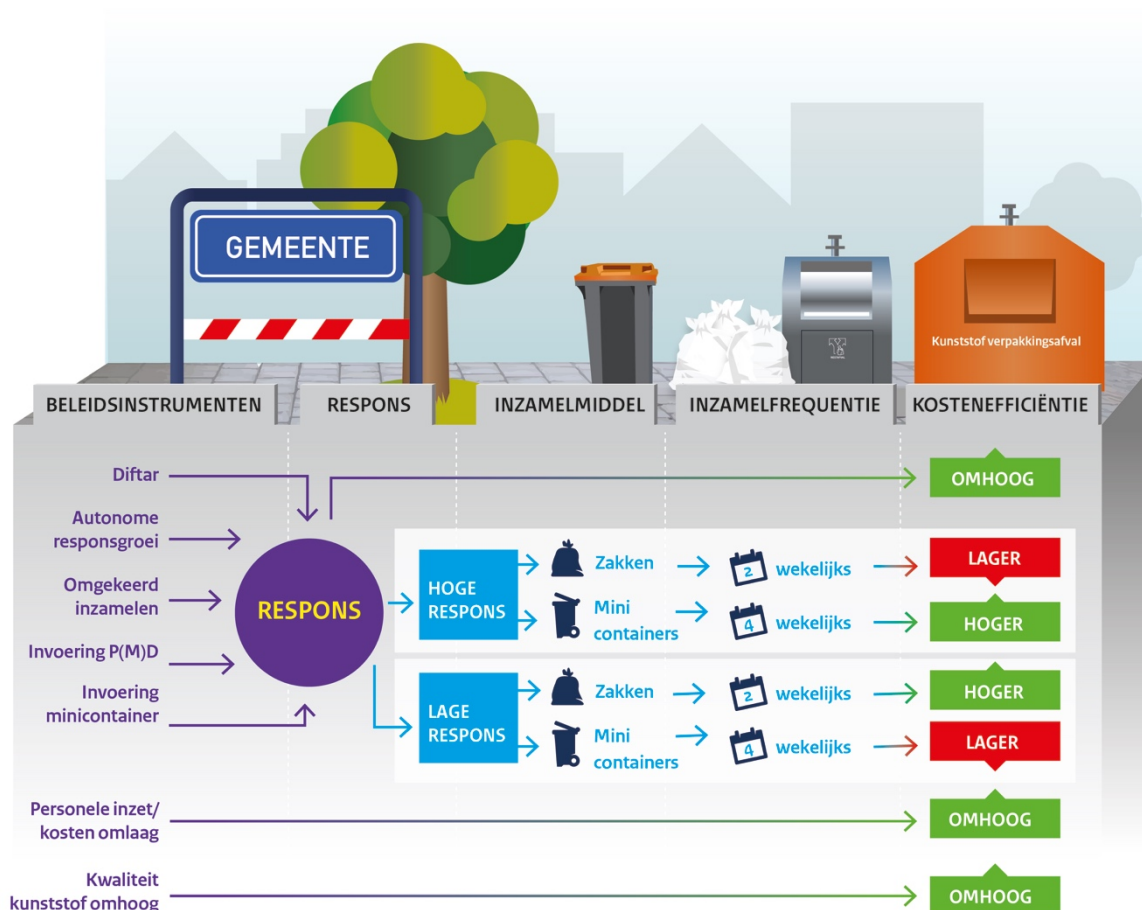 GEMEENTE
Kunststof verpakkingsafval
BELEIDSINSTRUMENTEN
RESPONS
INZAMELMIDDEL
INZAMELFREQUENTIE
KOSTENEFFICIËNTIE
Diftar
Autonome
responsgroei
Omgekeerd
inzamelen
Invoering P(M)D
Invoering
minicontainer
RESPONS
OMHOOG
HOGE
RESPONS
Zakken
2 wekelijks
LAGER
Mini
containers
4 wekelijks
HOGER
LAGE
RESPONS
Zakken
2 wekelijks
HOGER
Mini
containers
4 wekelijks
LAGER
Personele inzet/
kosten omlaag
OMHOOG
Kwaliteit
kunststof omhoog
OMHOOG